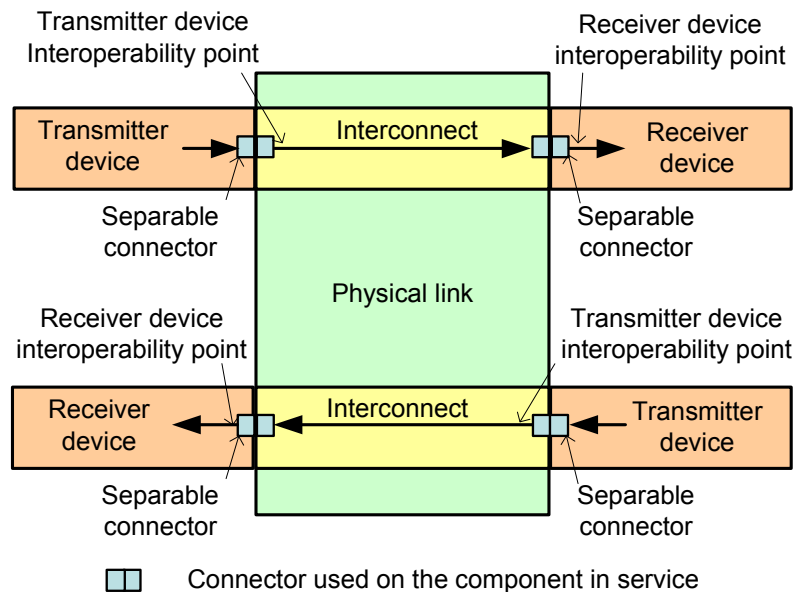 Transmitter device
Interoperability point
Receiver device
interoperability point
Transmitter
device
Interconnect
Receiver
device
Separable
connector
Separable
connector
Physical link
Receiver device
interoperability point
Transmitter device
interoperability point
Receiver
device
Interconnect
Transmitter
device
Separable
connector
Separable
connector
Connector used on the component in service